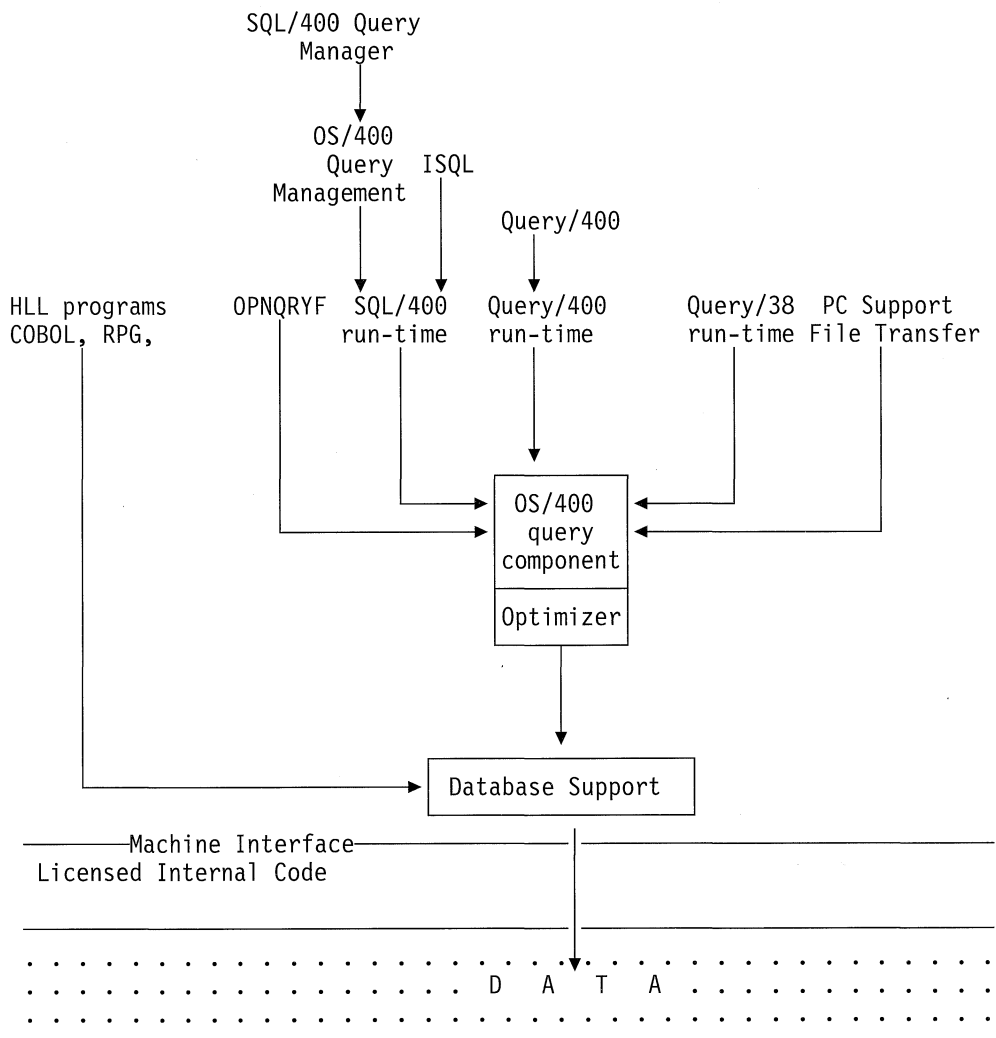 SQL/400 Query
Manager
OS/400
Query
Management
ISQL
Query/400
HLL programs
COBOL, RPG,
OPNQRYF
SQL/400
run-time
Query/400
run-time
Query/38
run-time
PC Support
File Transfer
OS/400
query
component
Optimizer
Database Support
Machine Interface
Licensed Internal Code
D A T A